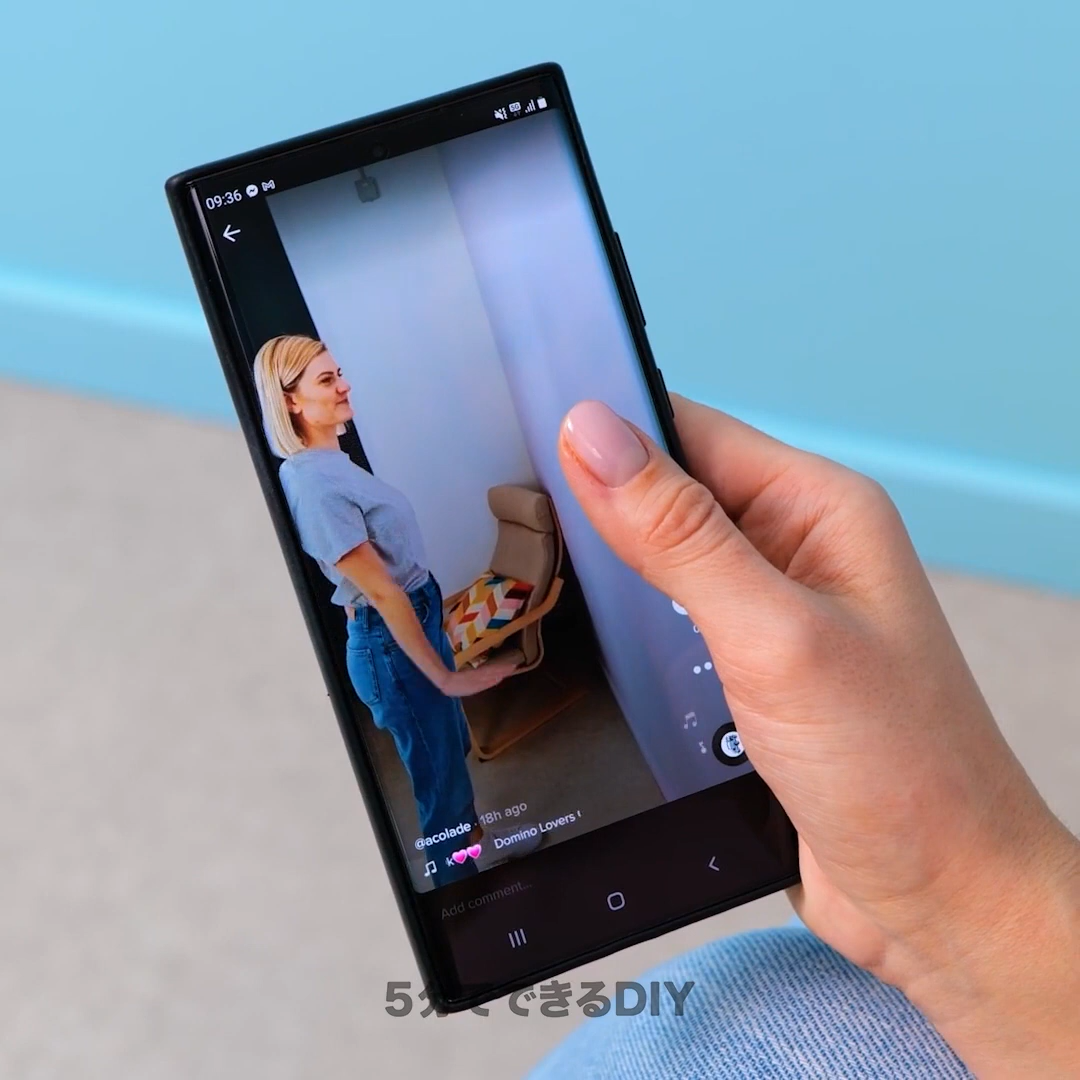 09:36
@acolade · 18h ago
Domino Lovers
Add comment...
5分でできるDIY